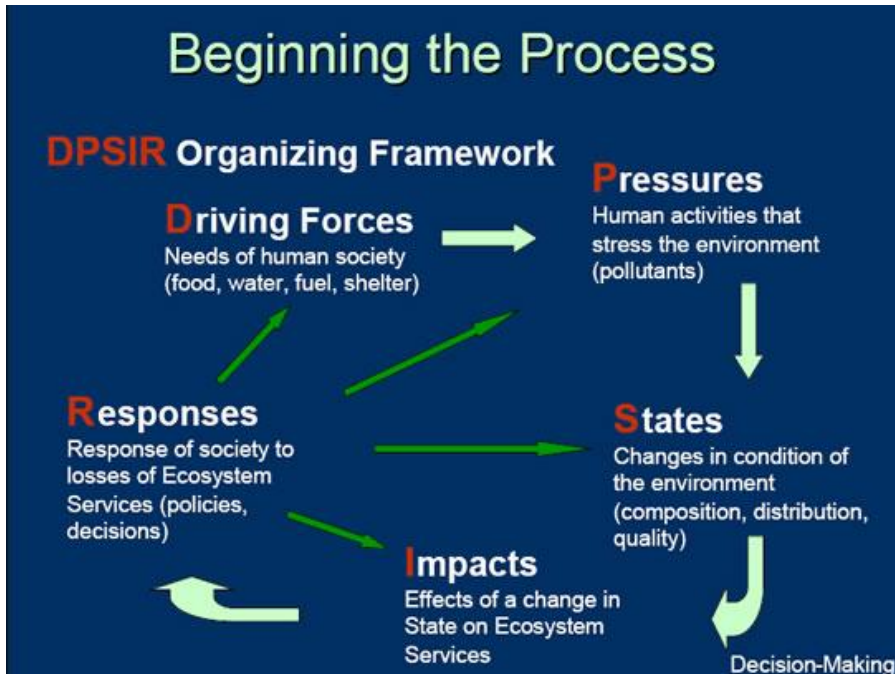 Beginning the Process
DPSIR Organizing Framework
Driving Forces
Needs of human society
(food, water, fuel, shelter)
Pressures
Human activities that
stress the environment
(pollutants)
Responses
Response of society to
losses of Ecosystem
Services (policies,
decisions)
States
Changes in condition of
the environment
(composition, distribution,
quality)
Impacts
Effects of a change in
State on Ecosystem
Services
Decision-Making